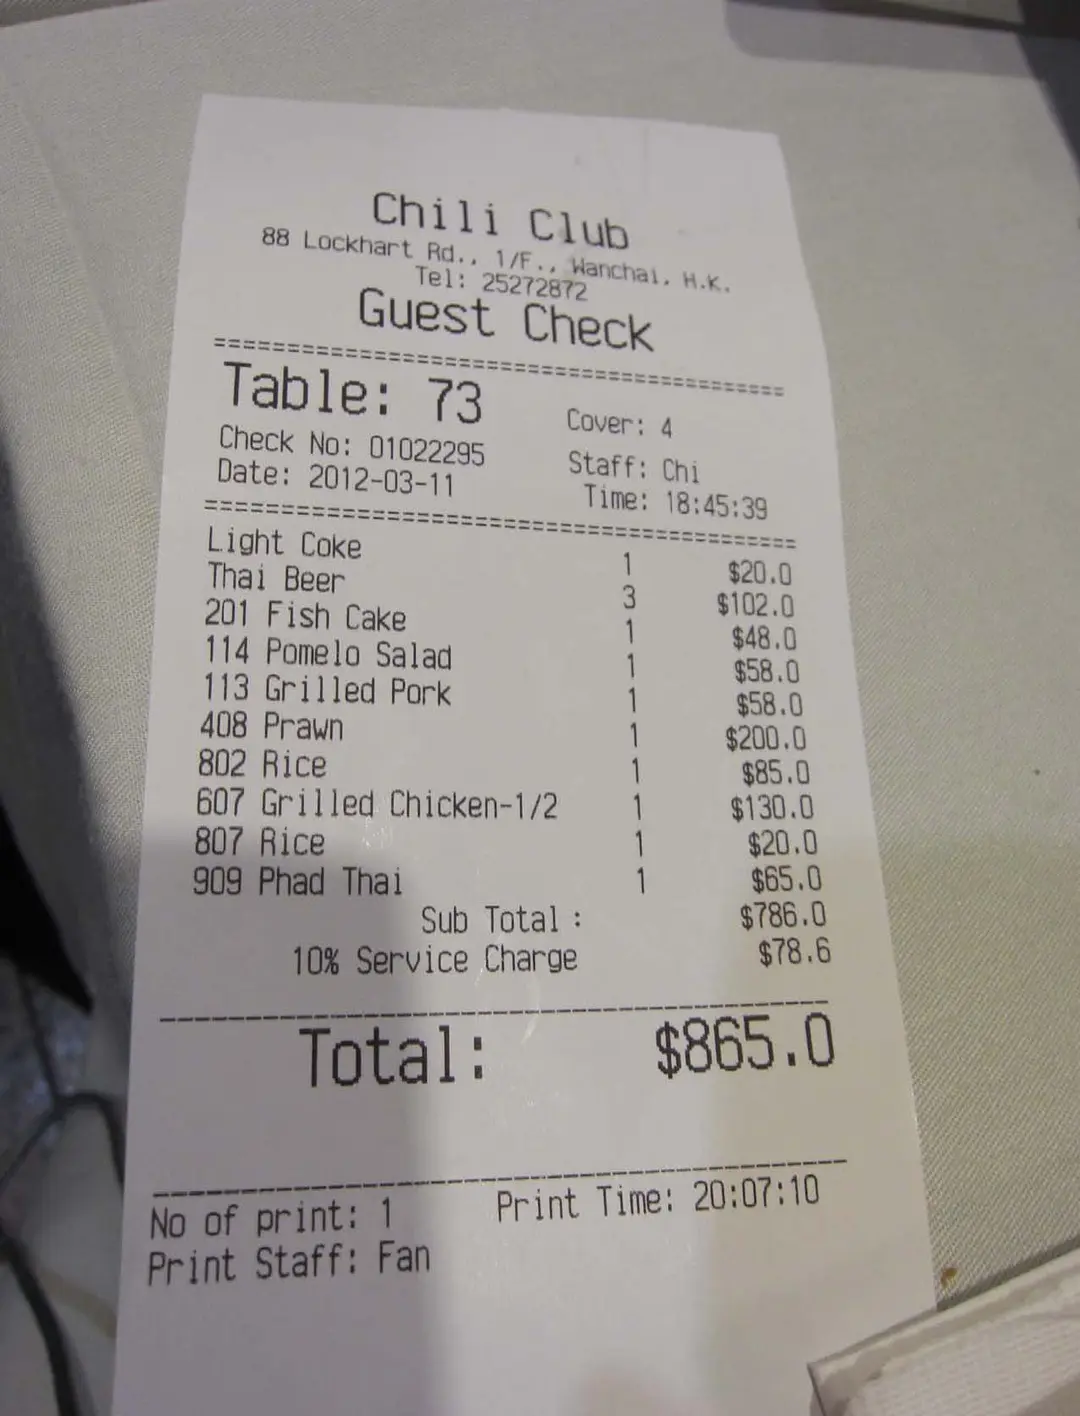 Chili Club
88 Lockhart Rd., 1/F., Wanchai, H.K.
Tel: 25272872
Guest Check
================================================
Table: 73 Cover: 4
Check No: 01022295 Staff: Chi
Date: 2012-03-11 Time: 18:45:39
================================================
Light Coke 1 $20.0
Thai Beer 3 $102.0
201 Fish Cake 1 $48.0
114 Pomelo Salad 1 $58.0
113 Grilled Pork 1 $58.0
408 Prawn 1 $200.0
802 Rice 1 $85.0
607 Grilled Chicken-1/2 1 $130.0
807 Rice 1 $20.0
909 Phad Thai 1 $65.0
Sub Total: $786.0
10% Service Charge $78.6
Total: $865.0
No of print: 1 Print Time: 20:07:10
Print Staff: Fan